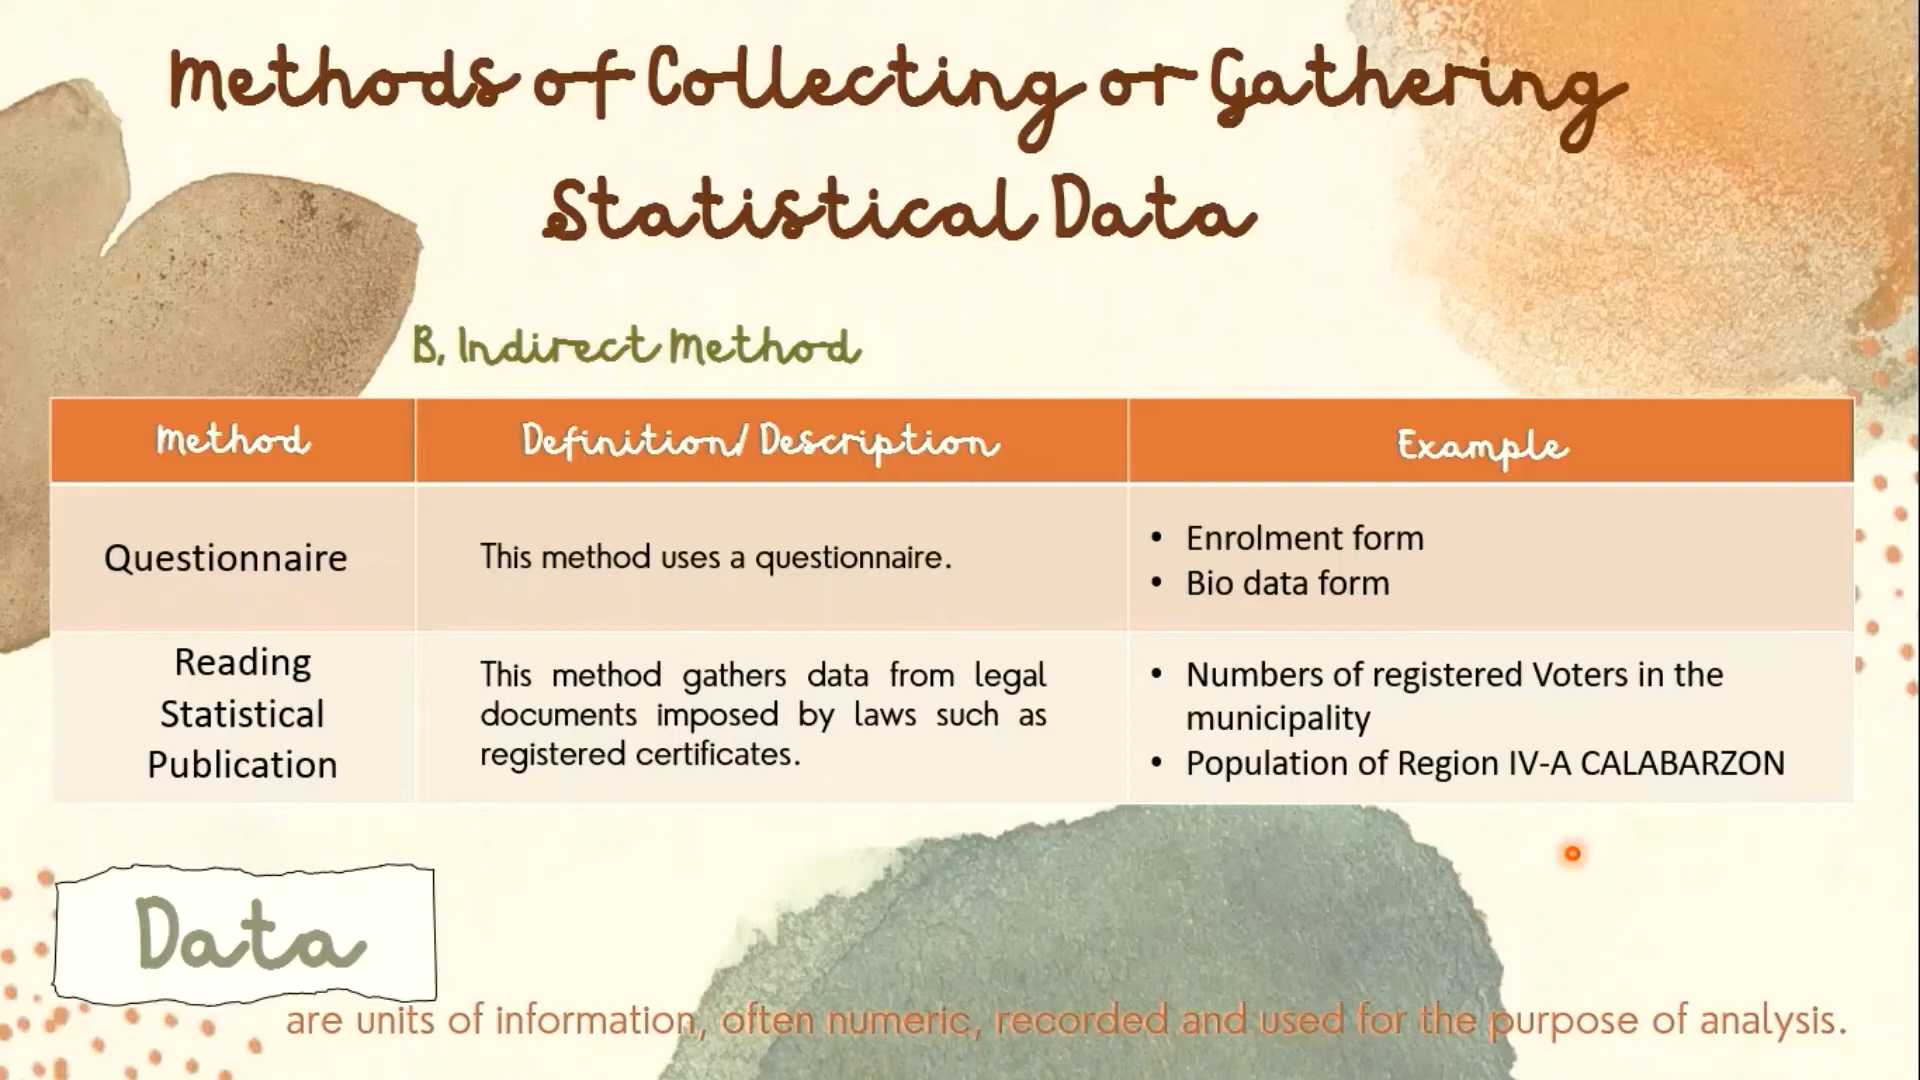 Methods of Collecting or Gathering
Statistical Data
B. Indirect Method
Method
Definition/ Description
Example
Questionnaire
This method uses a questionnaire.
• Enrolment form
• Bio data form
Reading
Statistical
Publication
This method gathers data from legal
documents imposed by laws such as
registered certificates.
• Numbers of registered Voters in the
municipality
• Population of Region IV-A CALABARZON
Data
are units of information, often numeric, recorded and used for the purpose of analysis.